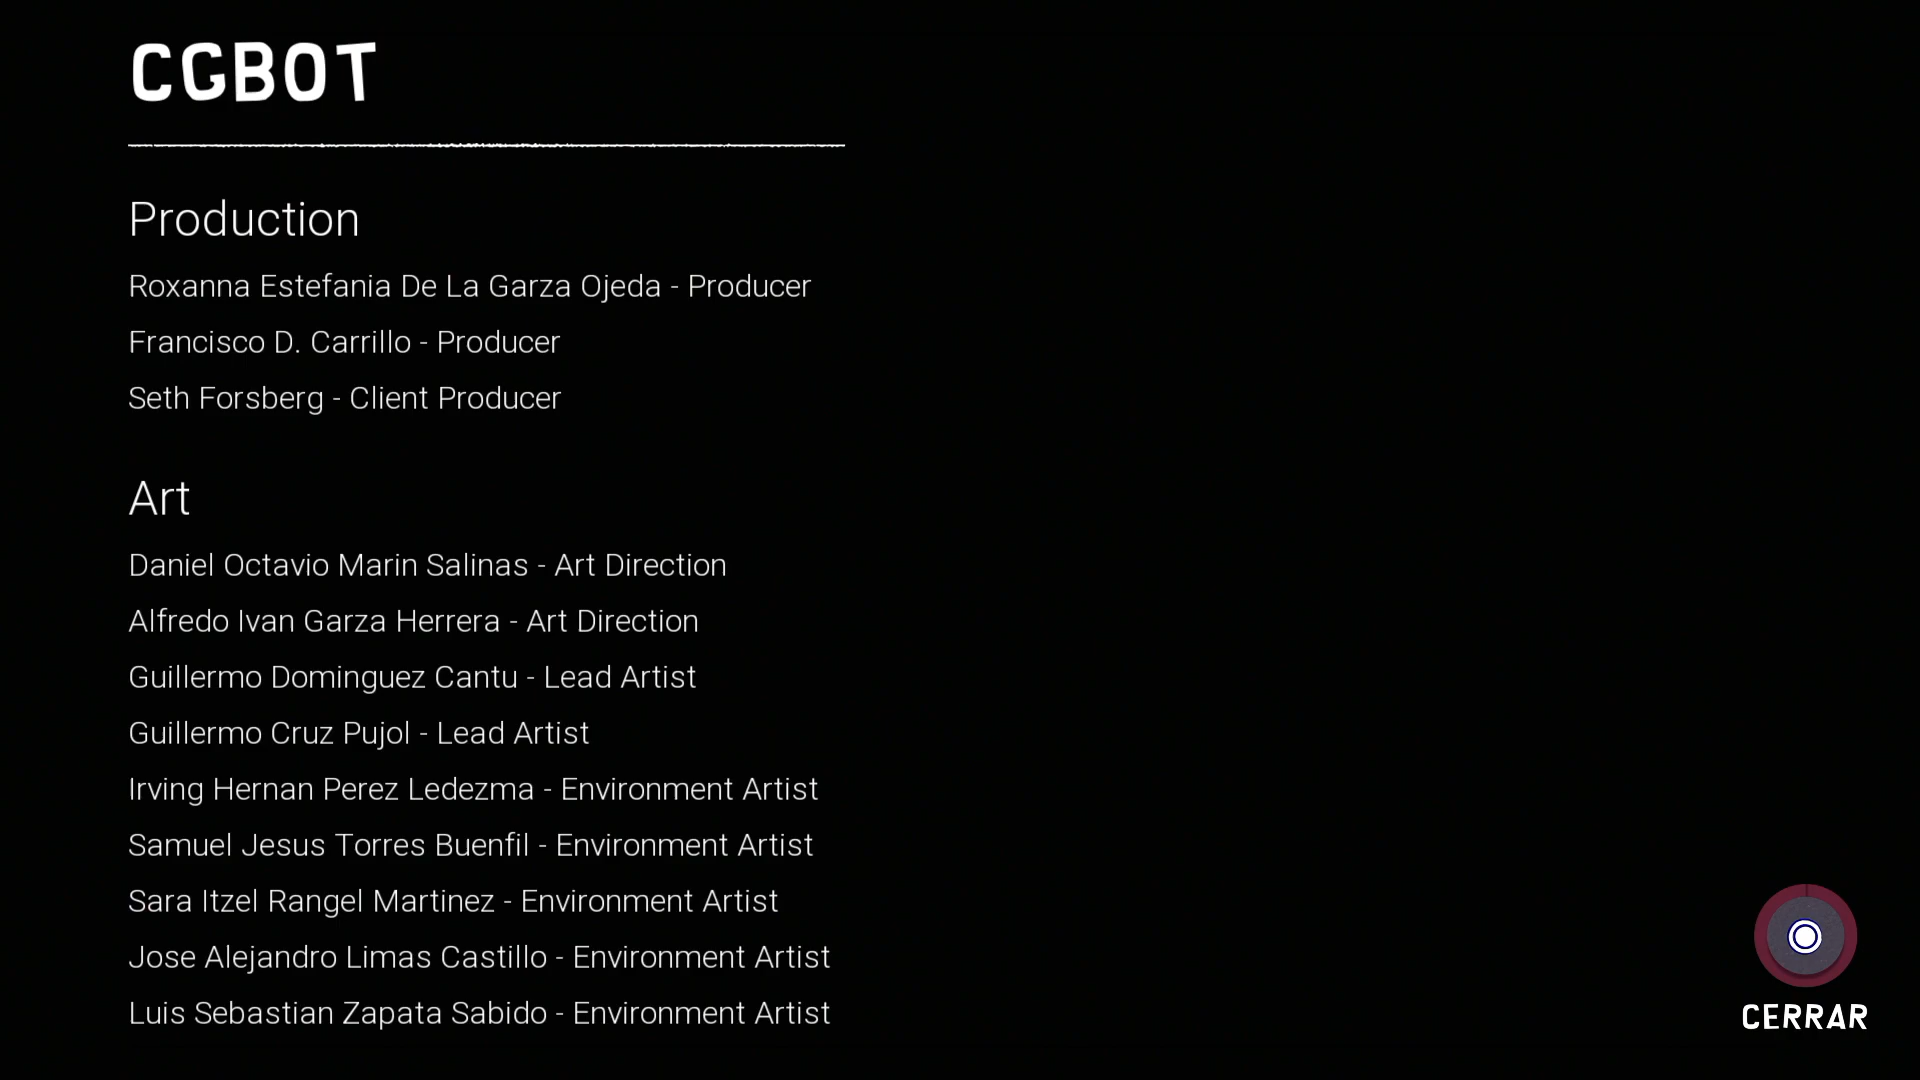 CGBOT
Production
Roxanna Estefania De La Garza Ojeda - Producer
Francisco D. Carrillo - Producer
Seth Forsberg - Client Producer
Art
Daniel Octavio Marin Salinas - Art Direction
Alfredo Ivan Garza Herrera - Art Direction
Guillermo Dominguez Cantu - Lead Artist
Guillermo Cruz Pujol - Lead Artist
Irving Hernan Perez Ledezma - Environment Artist
Samuel Jesus Torres Buenfil - Environment Artist
Sara Itzel Rangel Martinez - Environment Artist
Jose Alejandro Limas Castillo - Environment Artist
Luis Sebastian Zapata Sabido - Environment Artist
CERRAR